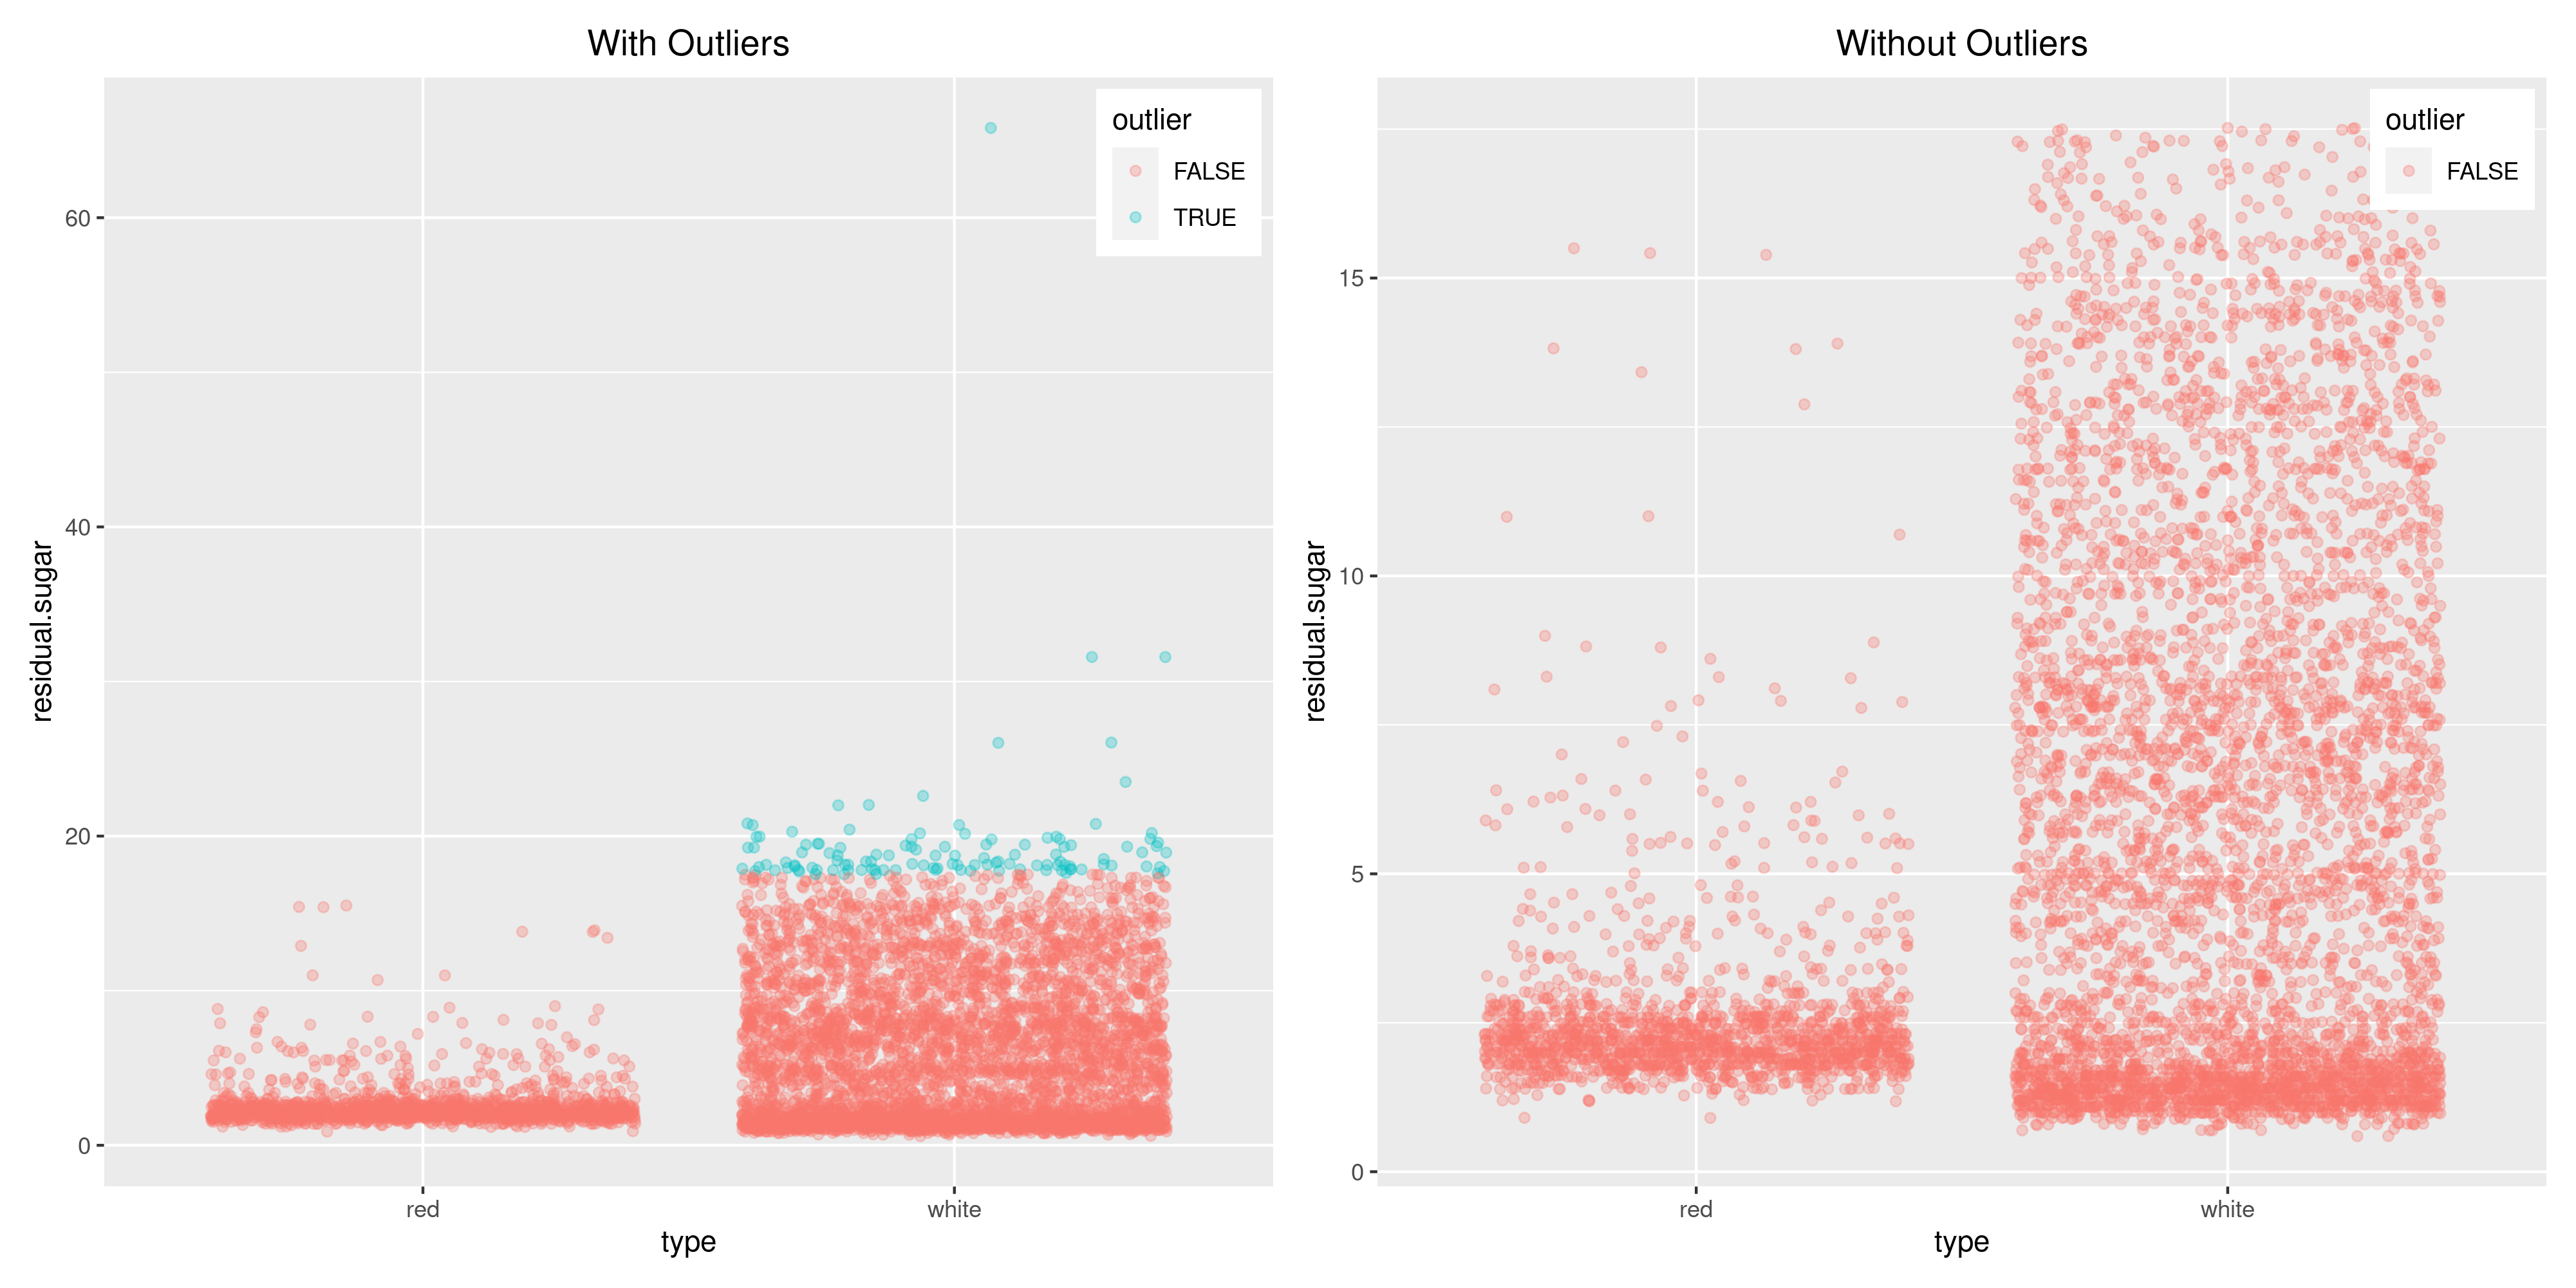 With Outliers
outlier
FALSE
TRUE
60
40
20
0
residual.sugar
red
white
type
Without Outliers
outlier
FALSE
15
10
5
0
residual.sugar
red
white
type